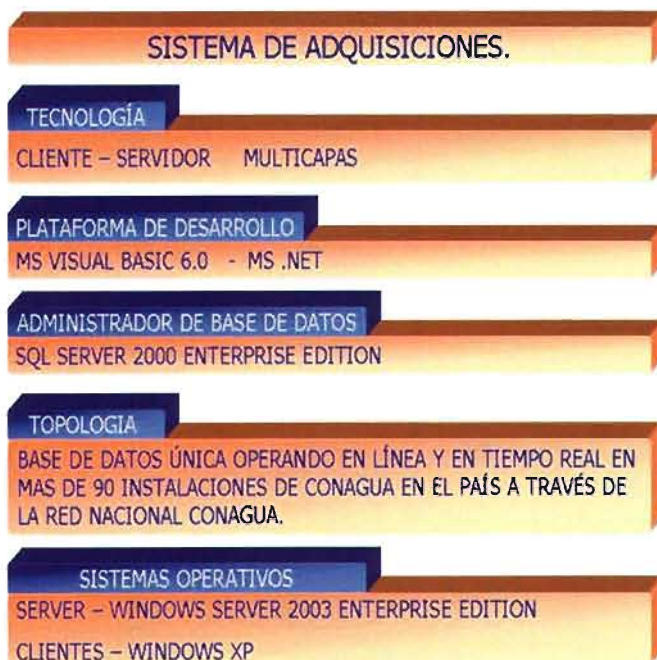 SISTEMA DE ADQUISICIONES.
TECNOLOGÍA
CLIENTE – SERVIDOR MULTICAPAS
PLATAFORMA DE DESARROLLO
MS VISUAL BASIC 6.0 - MS .NET
ADMINISTRADOR DE BASE DE DATOS
SQL SERVER 2000 ENTERPRISE EDITION
TOPOLOGIA
BASE DE DATOS ÚNICA OPERANDO EN LÍNEA Y EN TIEMPO REAL EN
MAS DE 90 INSTALACIONES DE CONAGUA EN EL PAÍS A TRAVÉS DE
LA RED NACIONAL CONAGUA.
SISTEMAS OPERATIVOS
SERVER – WINDOWS SERVER 2003 ENTERPRISE EDITION
CLIENTES – WINDOWS XP